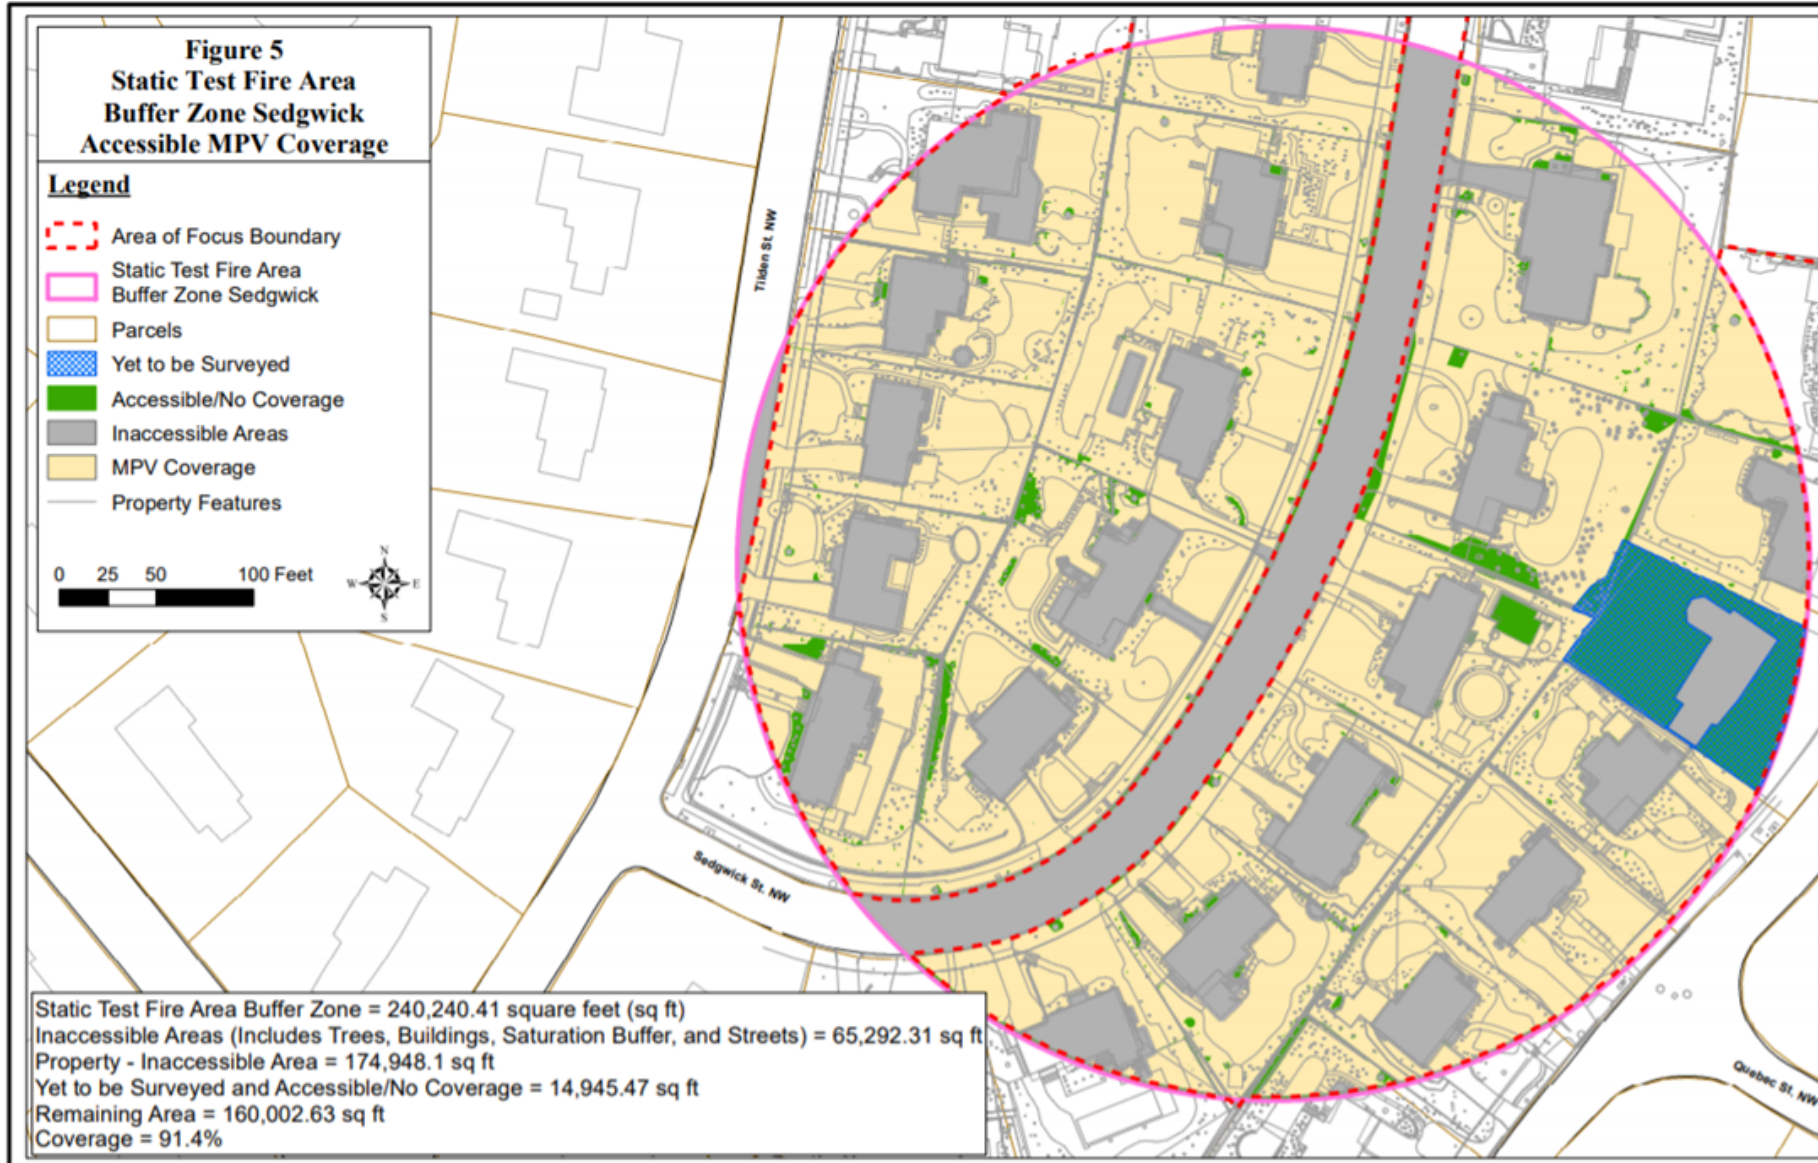 Figure 5
Static Test Fire Area
Buffer Zone Sedgwick
Accessible MPV Coverage
Legend
Area of Focus Boundary
Static Test Fire Area
Buffer Zone Sedgwick
Parcels
Yet to be Surveyed
Accessible/No Coverage
Inaccessible Areas
MPV Coverage
Property Features
0 25 50 100 Feet
N
W E
S
Tilden St. NW
Sedgwick St. NW
Quebec St. NW
Static Test Fire Area Buffer Zone = 240,240.41 square feet (sq ft)
Inaccessible Areas (Includes Trees, Buildings, Saturation Buffer, and Streets) = 65,292.31 sq ft
Property - Inaccessible Area = 174,948.1 sq ft
Yet to be Surveyed and Accessible/No Coverage = 14,945.47 sq ft
Remaining Area = 160,002.63 sq ft
Coverage = 91.4%